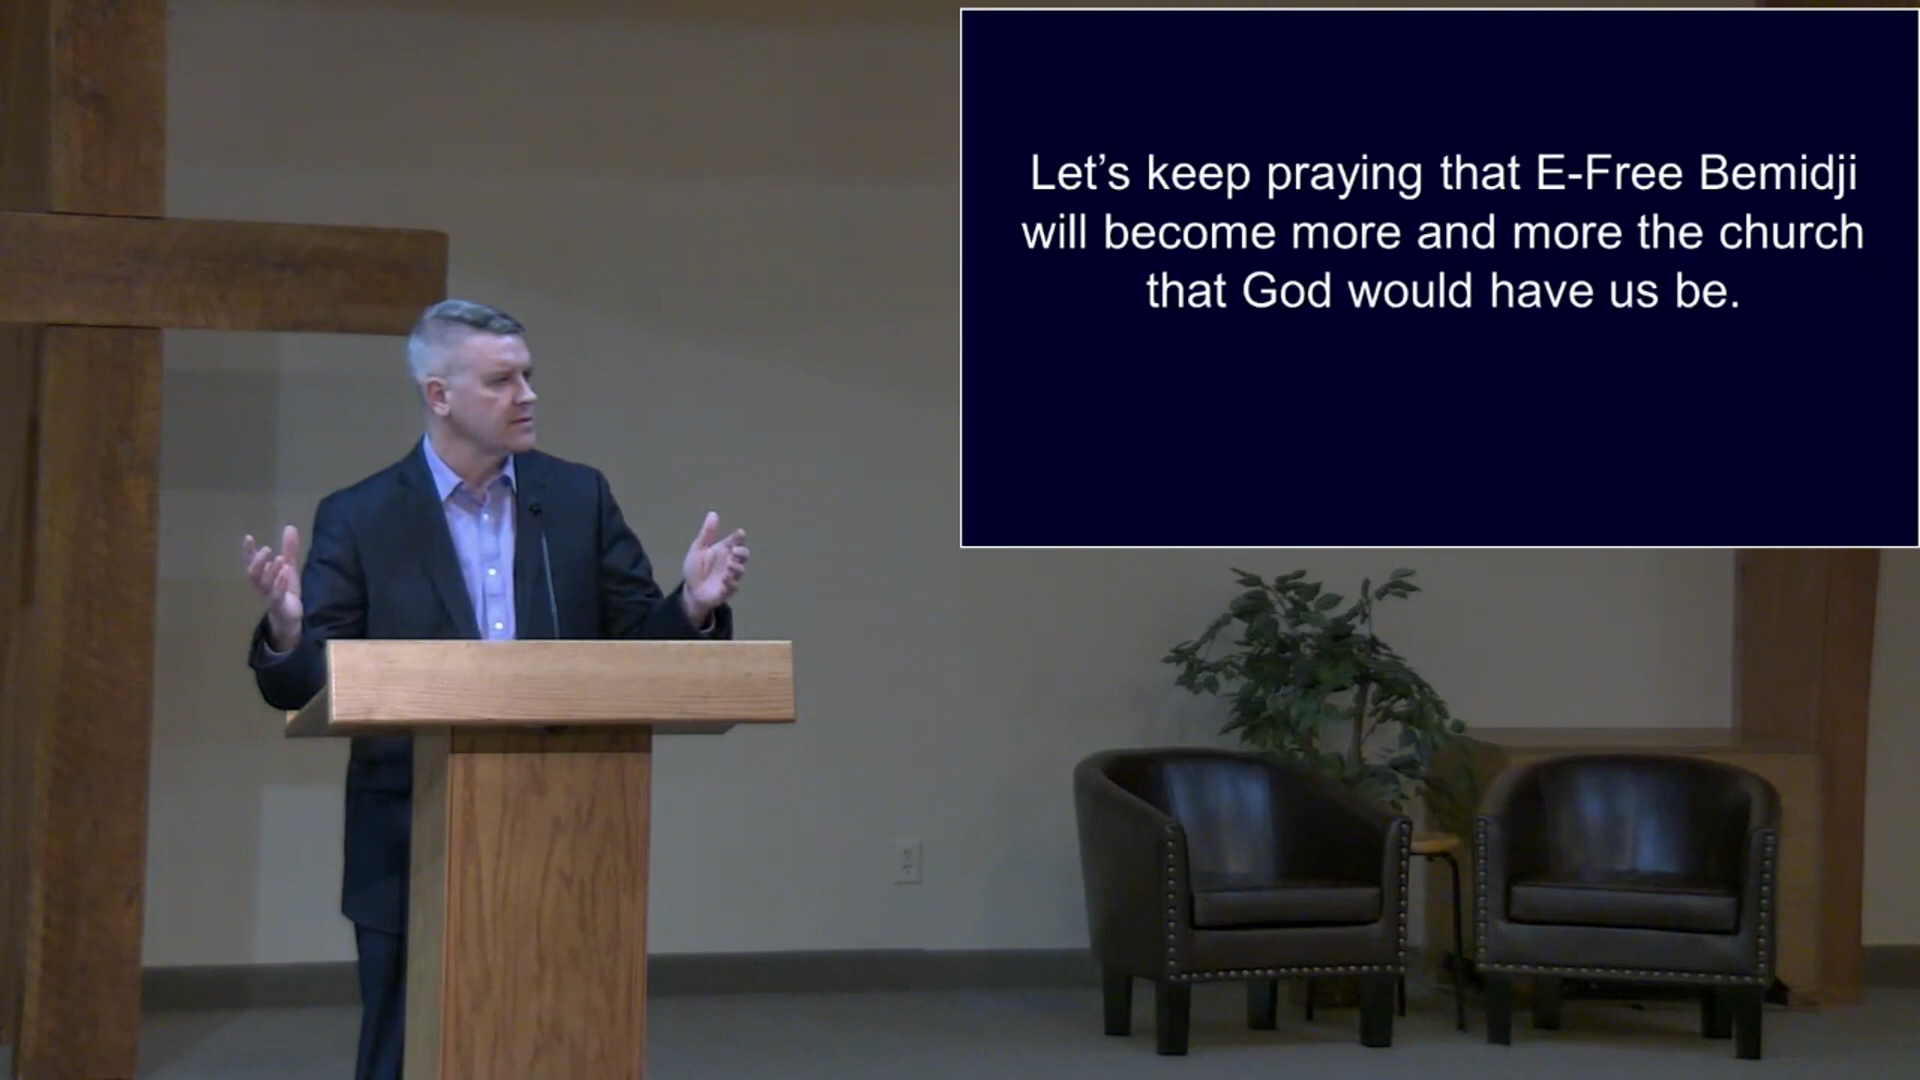 Let’s keep praying that E-Free Bemidji
will become more and more the church
that God would have us be.